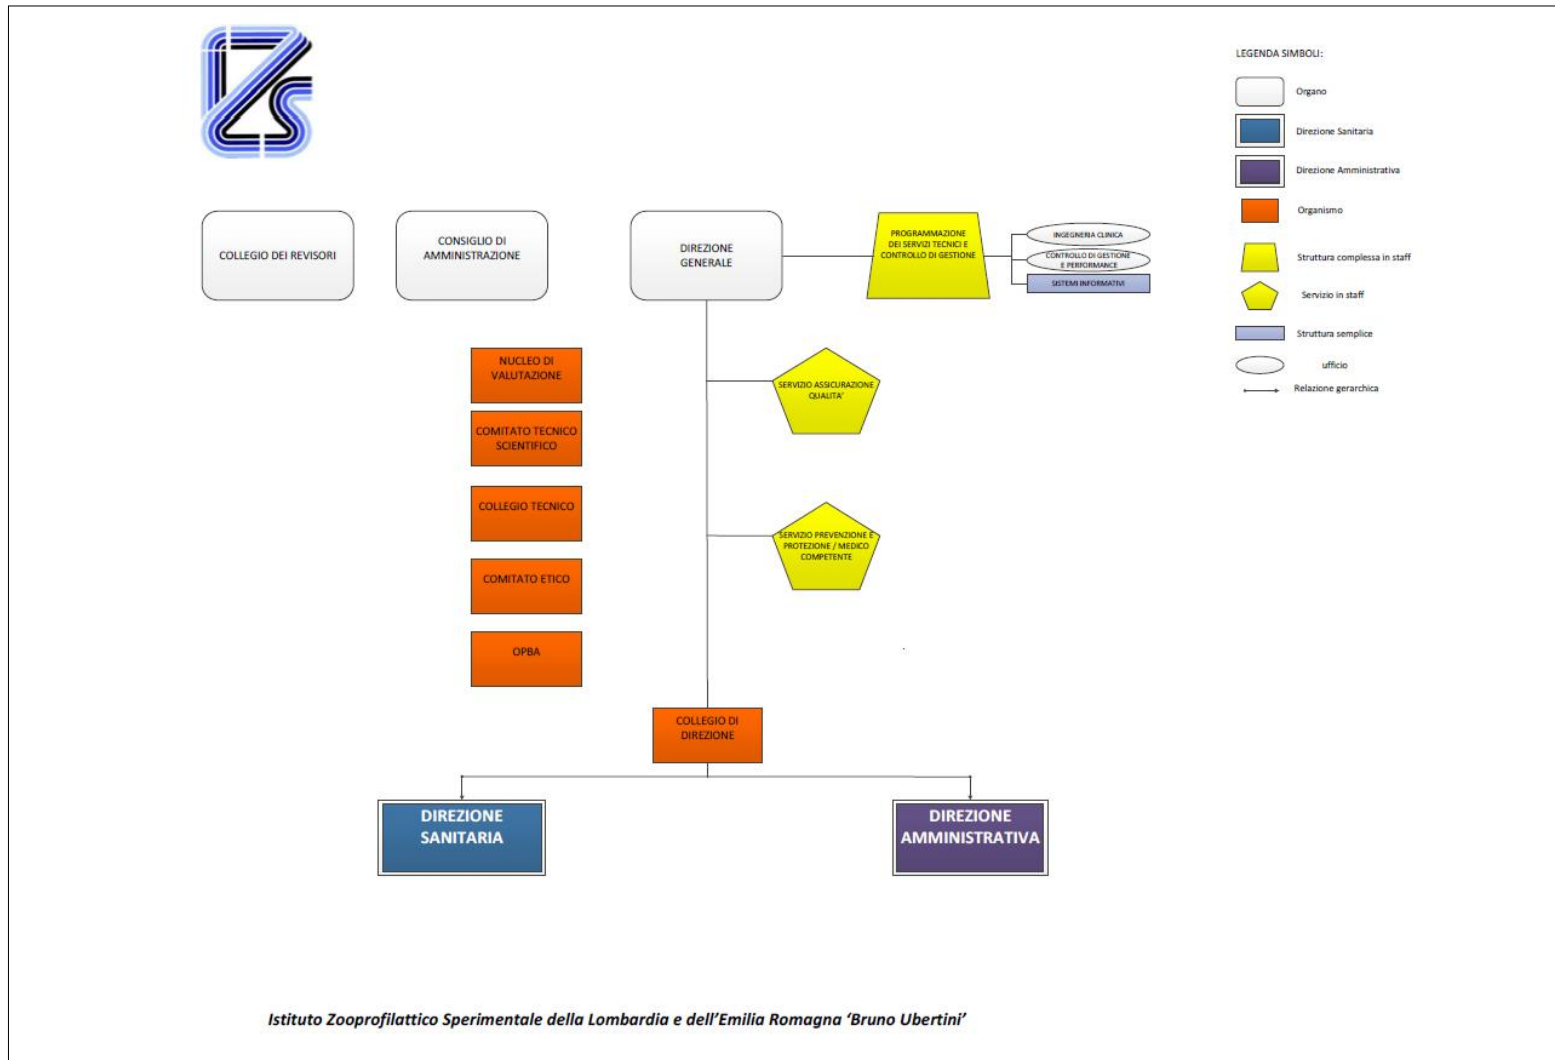 LEGENDA SIMBOLI:
Organo
Direzione Sanitaria
Direzione Amministrativa
Organismo
Struttura complessa in staff
Servizio in staff
Struttura semplice
ufficio
Relazione gerarchica
COLLEGIO DEI REVISORI
CONSIGLIO DI
AMMINISTRAZIONE
DIREZIONE
GENERALE
PROGRAMMAZIONE
DEI SERVIZI TECNICI E
CONTROLLO DI GESTIONE
INGEGNERIA CLINICA
CONTROLLO DI GESTIONE
E PERFORMANCE
SISTEMI INFORMATIVI
NUCLEO DI
VALUTAZIONE
SERVIZIO ASSICURAZIONE
QUALITA'
COMITATO TECNICO
SCIENTIFICO
COLLEGIO TECNICO
SERVIZIO PREVENZIONE E
PROTEZIONE / MEDICO
COMPETENTE
COMITATO ETICO
OPBA
COLLEGIO DI
DIREZIONE
DIREZIONE
SANITARIA
DIREZIONE
AMMINISTRATIVA
Istituto Zooprofilattico Sperimentale della Lombardia e dell'Emilia Romagna 'Bruno Ubertini'